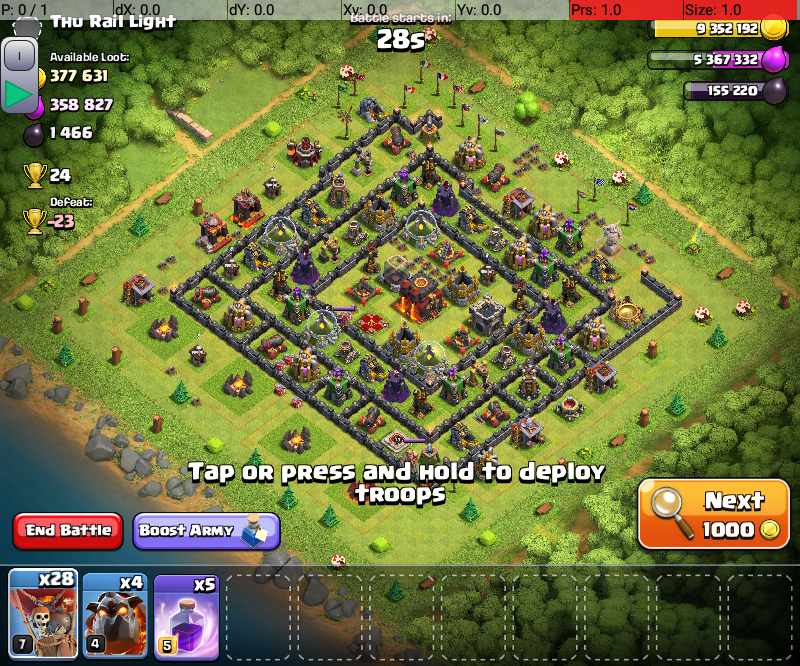 P: 0 / 1 dX: 0.0 dY: 0.0 Xv: 0.0 Yv: 0.0 Prs: 1.0 Size: 1.0
Thu Rail Light
Battle starts in:
28s
9 352 192
Available Loot:
377 631
5 367 332
358 827
155 220
1 466
24
Defeat:
-23
Tap or press and hold to deploy
troops
End Battle
Boost Army
Next
1000
x28
x4
x5
7
4
5